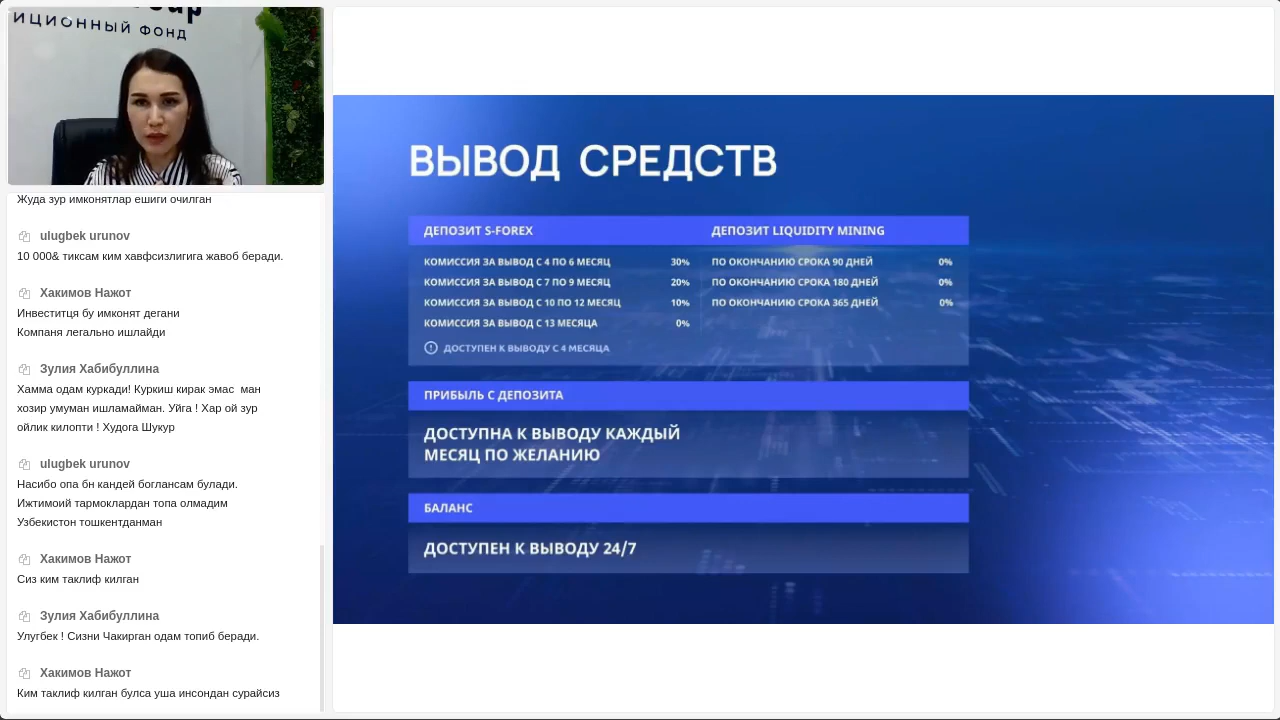 ИЦИОННЫЙ ФОНД
Жуда зур имконятлар ешиги очилган
ulugbek urunov
10 000& тиксам ким хавфсизлигига жавоб беради.
Хакимов Нажот
Инвеститця бу имконят дегани
Компаня легально ишлайди
Зулия Хабибуллина
Хамма одам куркади! Куркиш кирак эмас ман
хозир умуман ишламайман. Уйга ! Хар ой зур
ойлик килопти ! Худога Шукур
ulugbek urunov
Насибо опа бн кандей боглансам булади.
Ижтимоий тармоклардан топа олмадим
Узбекистон тошкентданман
Хакимов Нажот
Сиз ким таклиф килган
Зулия Хабибуллина
Улугбек ! Сизни Чакирган одам топиб беради.
Хакимов Нажот
Ким таклиф килган булса уша инсондан сурайсиз
ВЫВОД СРЕДСТВ
ДЕПОЗИТ S-FOREX
КОМИССИЯ ЗА ВЫВОД С 4 ПО 6 МЕСЯЦ 30%
КОМИССИЯ ЗА ВЫВОД С 7 ПО 9 МЕСЯЦ 20%
КОМИССИЯ ЗА ВЫВОД С 10 ПО 12 МЕСЯЦ 10%
КОМИССИЯ ЗА ВЫВОД С 13 МЕСЯЦА 0%
ДОСТУПЕН К ВЫВОДУ С 4 МЕСЯЦА
ДЕПОЗИТ LIQUIDITY MINING
ПО ОКОНЧАНИЮ СРОКА 90 ДНЕЙ 0%
ПО ОКОНЧАНИЮ СРОКА 180 ДНЕЙ 0%
ПО ОКОНЧАНИЮ СРОКА 365 ДНЕЙ 0%
ПРИБЫЛЬ С ДЕПОЗИТА
ДОСТУПНА К ВЫВОДУ КАЖДЫЙ
МЕСЯЦ ПО ЖЕЛАНИЮ
БАЛАНС
ДОСТУПЕН К ВЫВОДУ 24/7